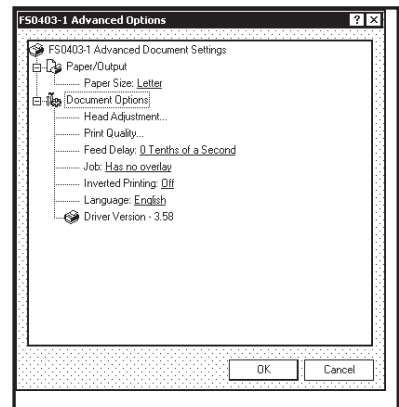 FS0403-1 Advanced Options
FS0403-1 Advanced Document Settings
Paper/Output
Paper Size: Letter
Document Options
Head Adjustment...
Print Quality...
Feed Delay: 0 Tenths of a Second
Job: Has no overlay
Inverted Printing: Off
Language: English
Driver Version - 3.58
OK Cancel